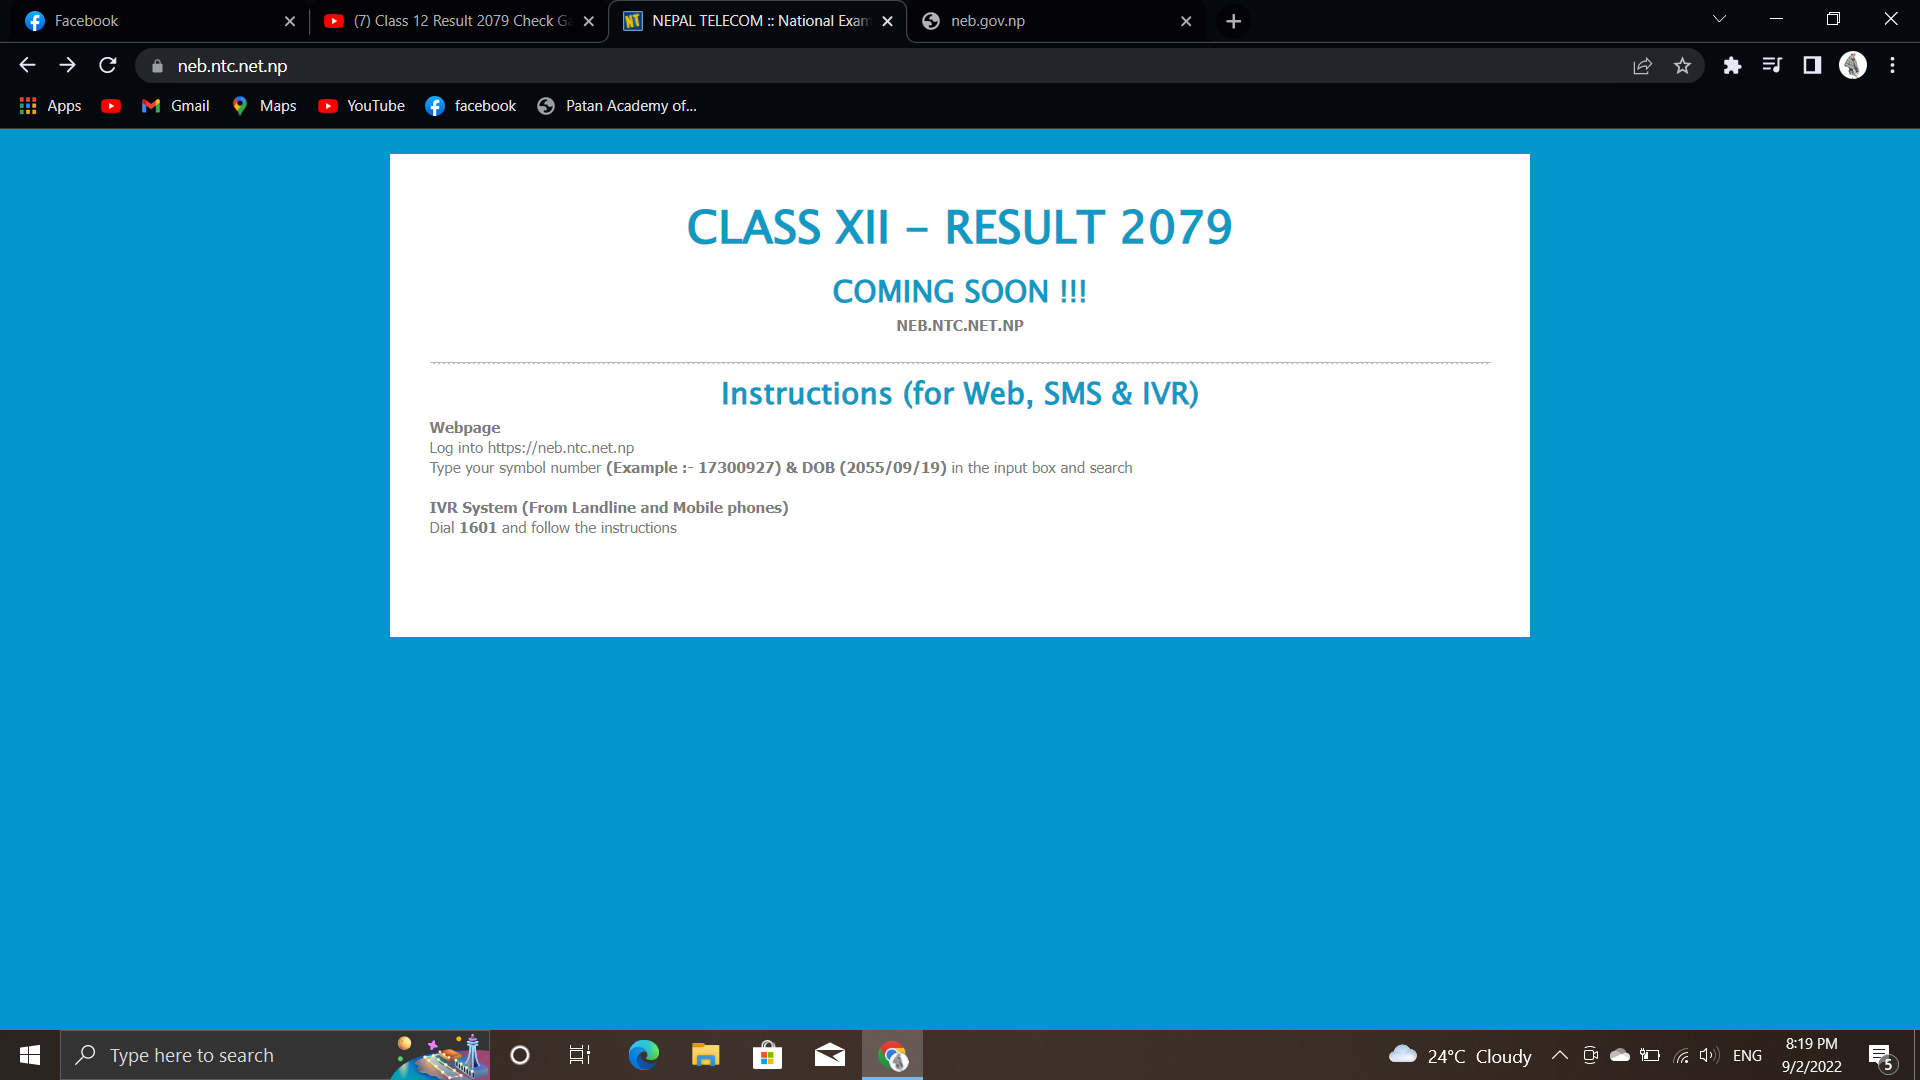 Facebook
(7) Class 12 Result 2079 Check G
NEPAL TELECOM :: National Exam
neb.gov.np
neb.ntc.net.np
Apps
Gmail
Maps
YouTube
facebook
Patan Academy of...
CLASS XII - RESULT 2079
COMING SOON !!!
NEB.NTC.NET.NP
Instructions (for Web, SMS & IVR)
Webpage
Log into https://neb.ntc.net.np
Type your symbol number (Example :- 17300927) & DOB (2055/09/19) in the input box and search
IVR System (From Landline and Mobile phones)
Dial 1601 and follow the instructions
Type here to search
24°C Cloudy
ENG
8:19 PM
9/2/2022
5